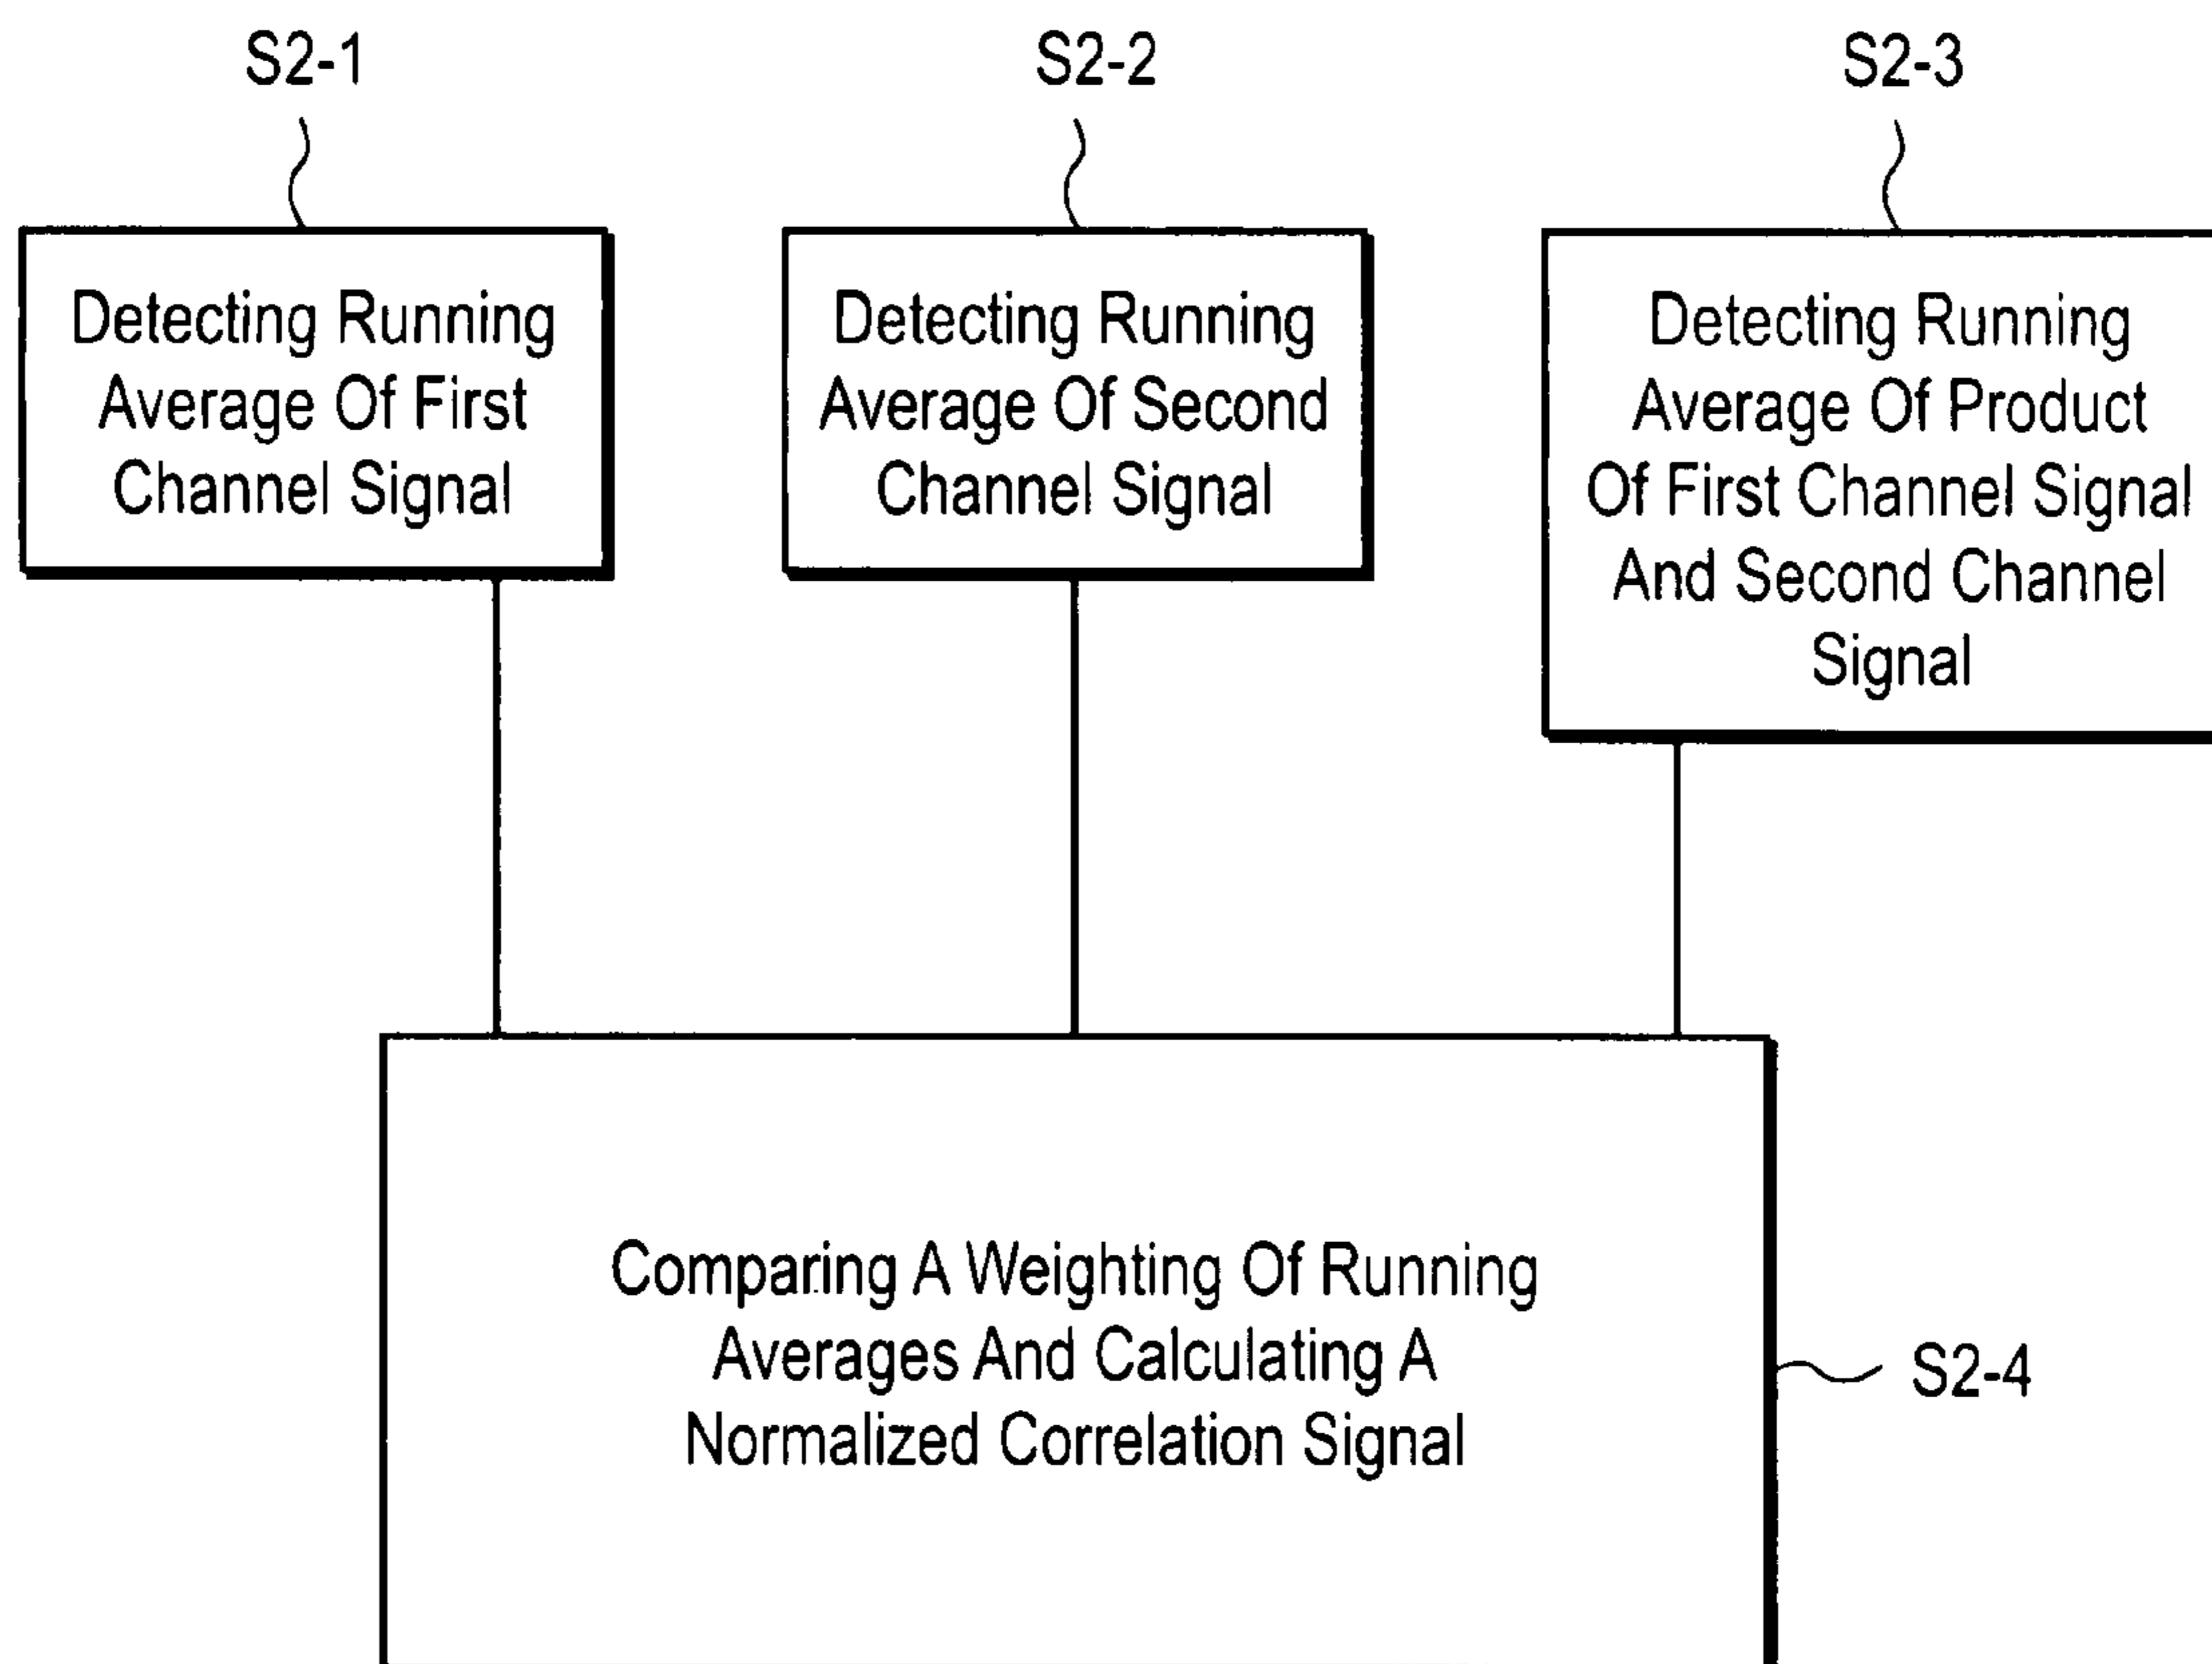 S2-1
S2-2
S2-3
Detecting Running
Average Of First
Channel Signal
Detecting Running
Average Of Second
Channel Signal
Detecting Running
Average Of Product
Of First Channel Signal
And Second Channel
Signal
Comparing A Weighting Of Running
Averages And Calculating A
Normalized Correlation Signal
S2-4